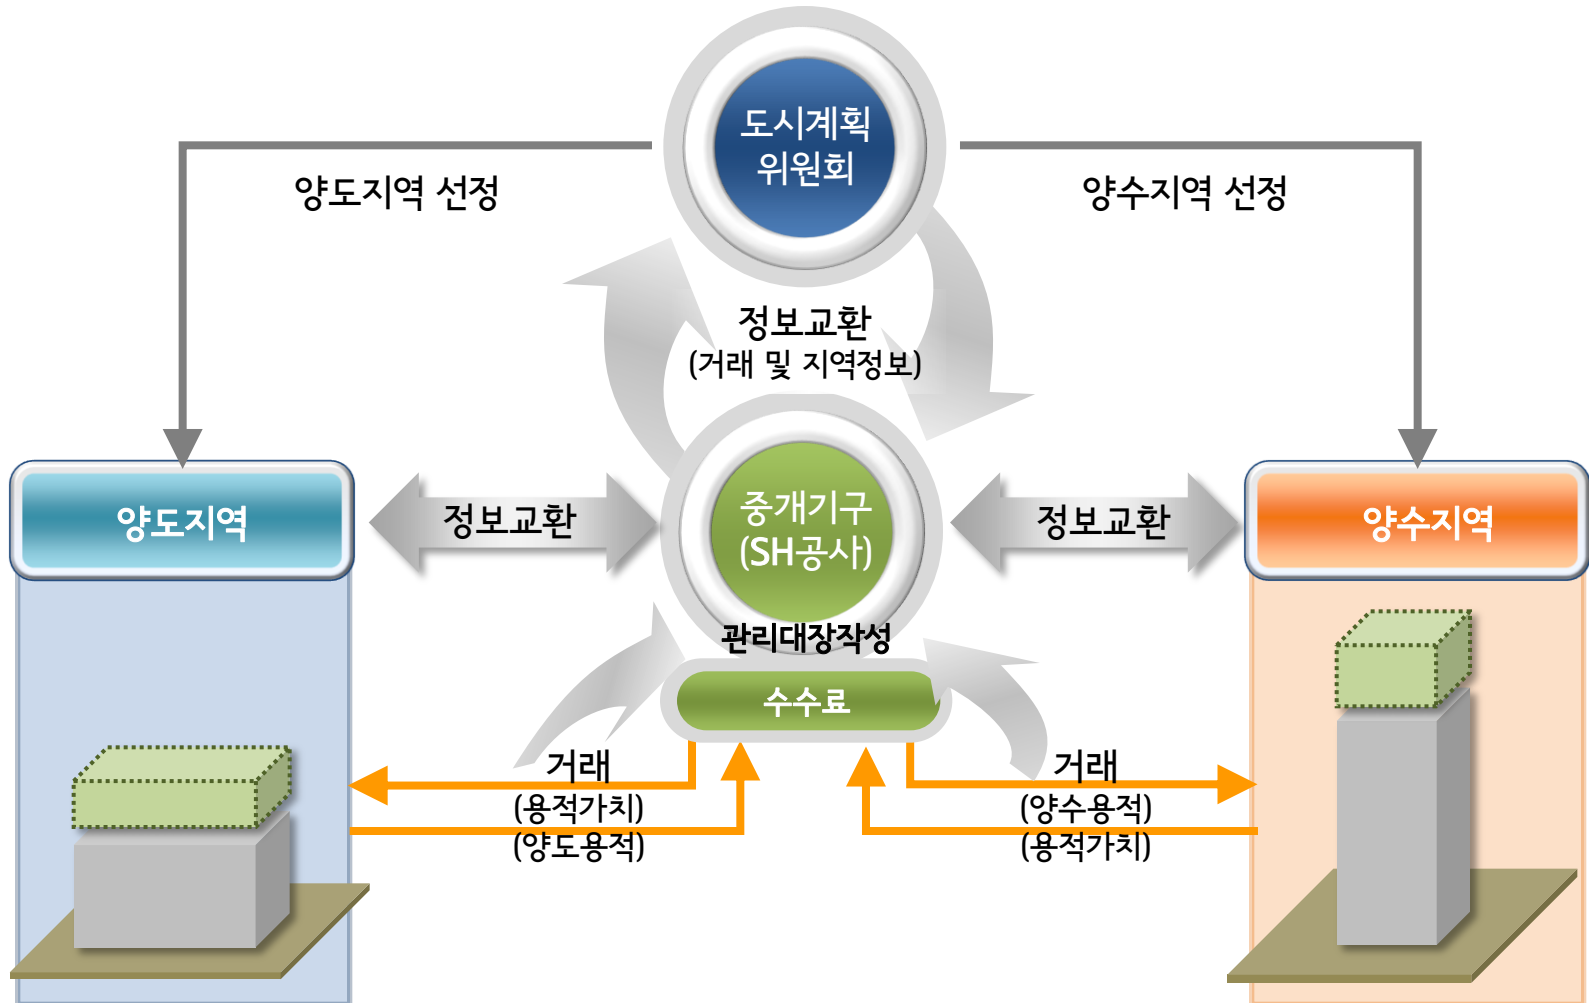 도시계획
위원회
양도지역 선정
양수지역 선정
정보교환
(거래 및 지역정보)
양도지역
정보교환
중개기구
(SH공사)
정보교환
양수지역
관리대장작성
수수료
거래
(용적가치)
(양도용적)
거래
(양수용적)
(용적가치)